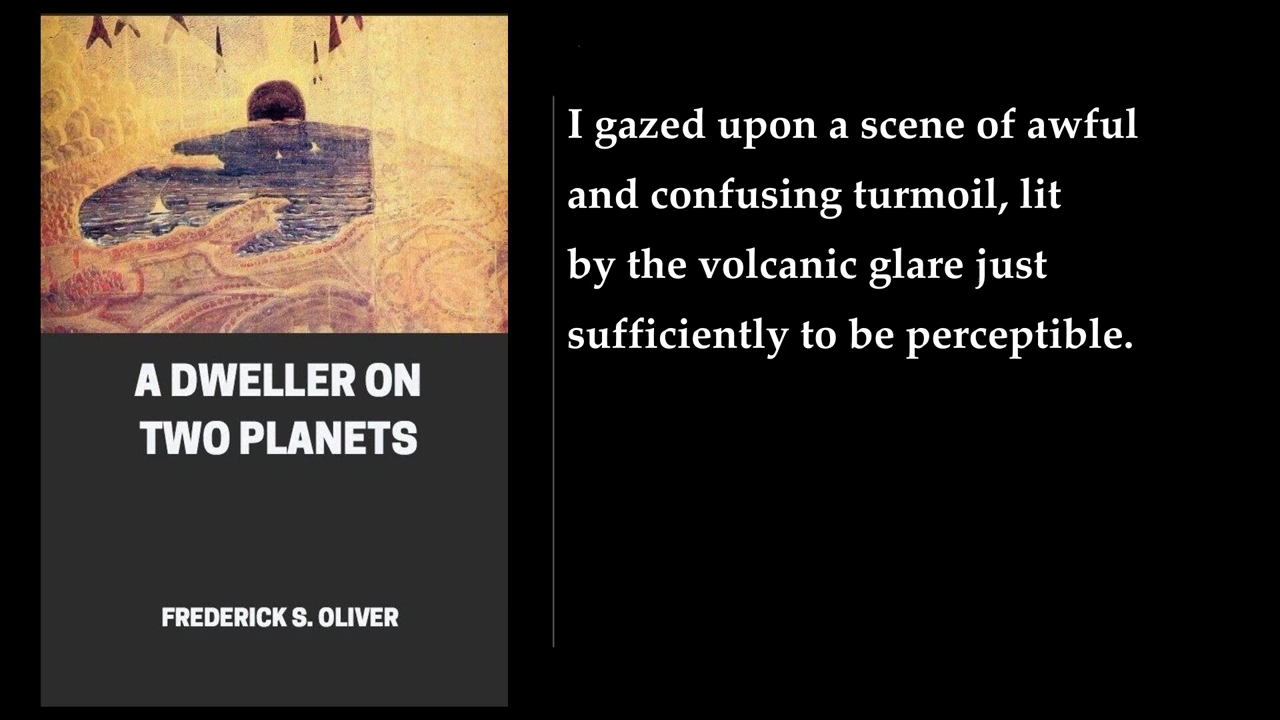 A DWELLER ON
TWO PLANETS
FREDERICK S. OLIVER
I gazed upon a scene of awful
and confusing turmoil, lit
by the volcanic glare just
sufficiently to be perceptible.